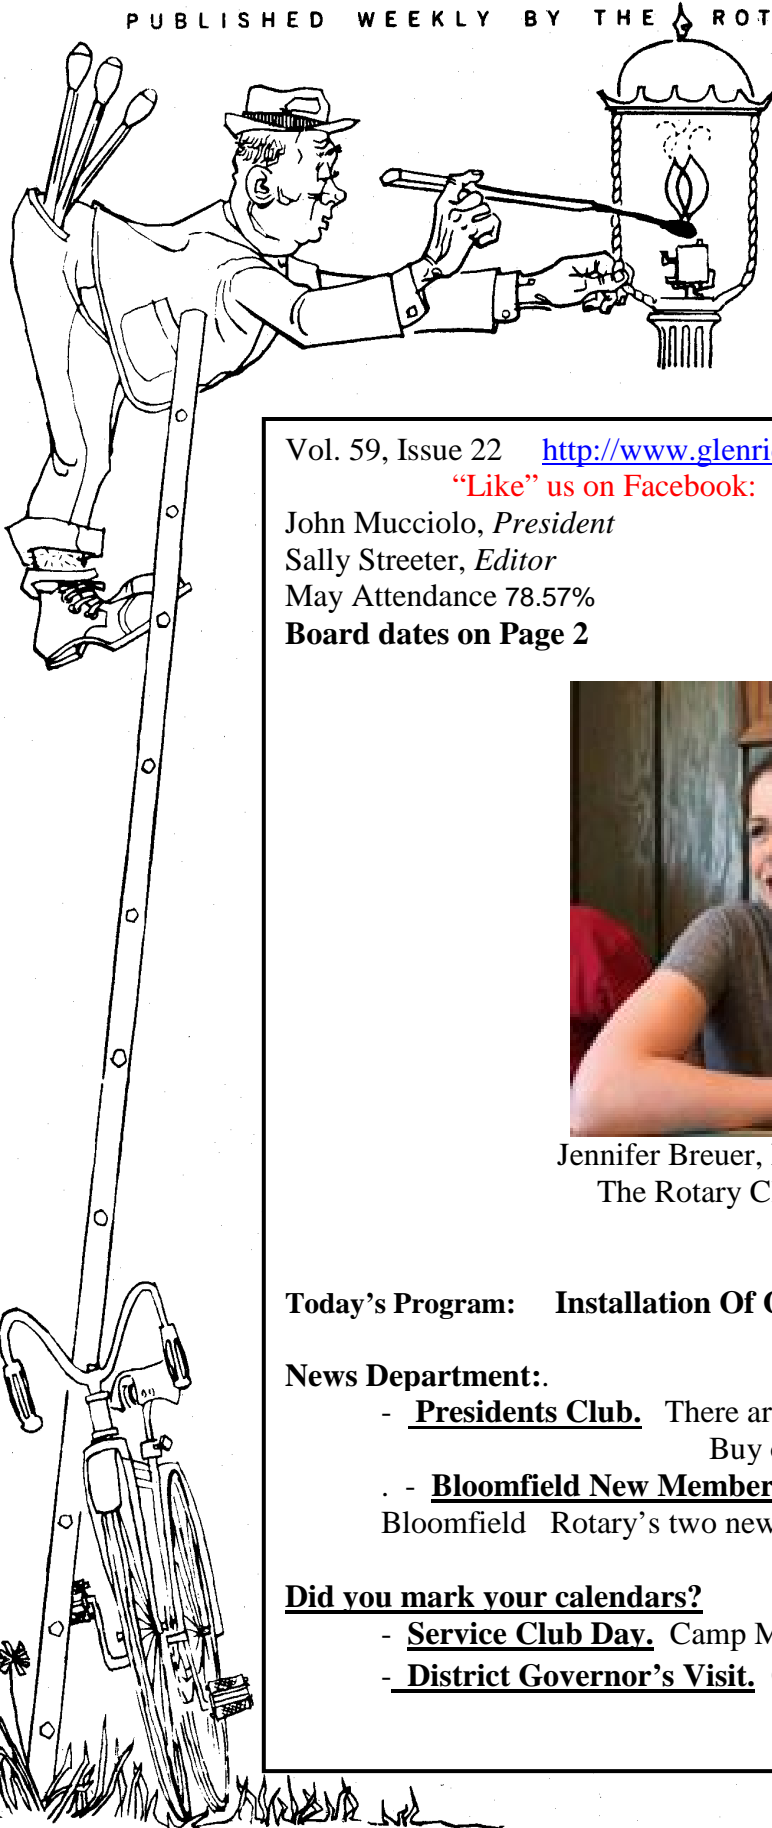 PUBLISHED WEEKLY BY THE ROT
Vol. 59, Issue 22 http://www.glenri
“Like” us on Facebook:
John Mucciolo, President
Sally Streeter, Editor
May Attendance 78.57%
Board dates on Page 2
Jennifer Breuer,
The Rotary C
Today’s Program: Installation Of
News Department:.
- Presidents Club. There ar
Buy
. - Bloomfield New Member
Bloomfield Rotary’s two new
Did you mark your calendars?
- Service Club Day. Camp M
- District Governor’s Visit.